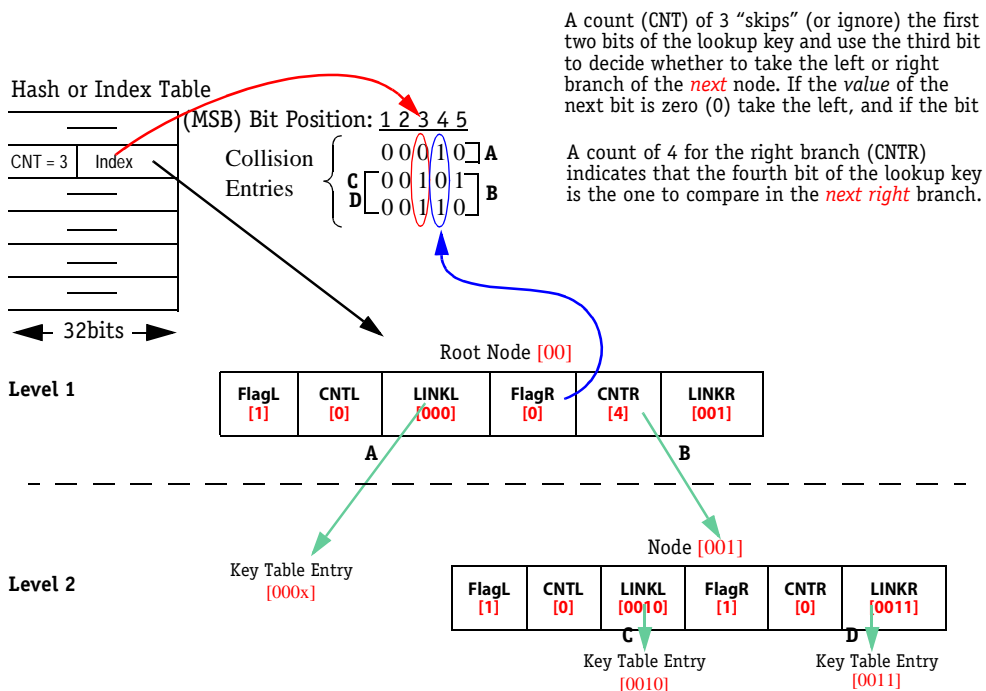 A count (CNT) of 3 “skips” (or ignore) the first
two bits of the lookup key and use the third bit
to decide whether to take the left or right
branch of the next node. If the value of the
next bit is zero (0) take the left, and if the bit
A count of 4 for the right branch (CNTR)
indicates that the fourth bit of the lookup key
is the one to compare in the next right branch.
Hash or Index Table
CNT = 3 Index
32bits
(MSB) Bit Position: 1 2 3 4 5
Collision
Entries
0 0 0 1 0 A
C 0 0 1 0 1 B
D 0 0 1 1 0
Root Node [00]
Level 1
FlagL CNTL LINKL FlagR CNTR LINKR
[1] [0] [000] [0] [4] [001]
A B
Node [001]
Level 2
Key Table Entry
[000x]
FlagL CNTL LINKL FlagR CNTR LINKR
[1] [0] [0010] [1] [0] [0011]
C D
Key Table Entry Key Table Entry
[0010] [0011]